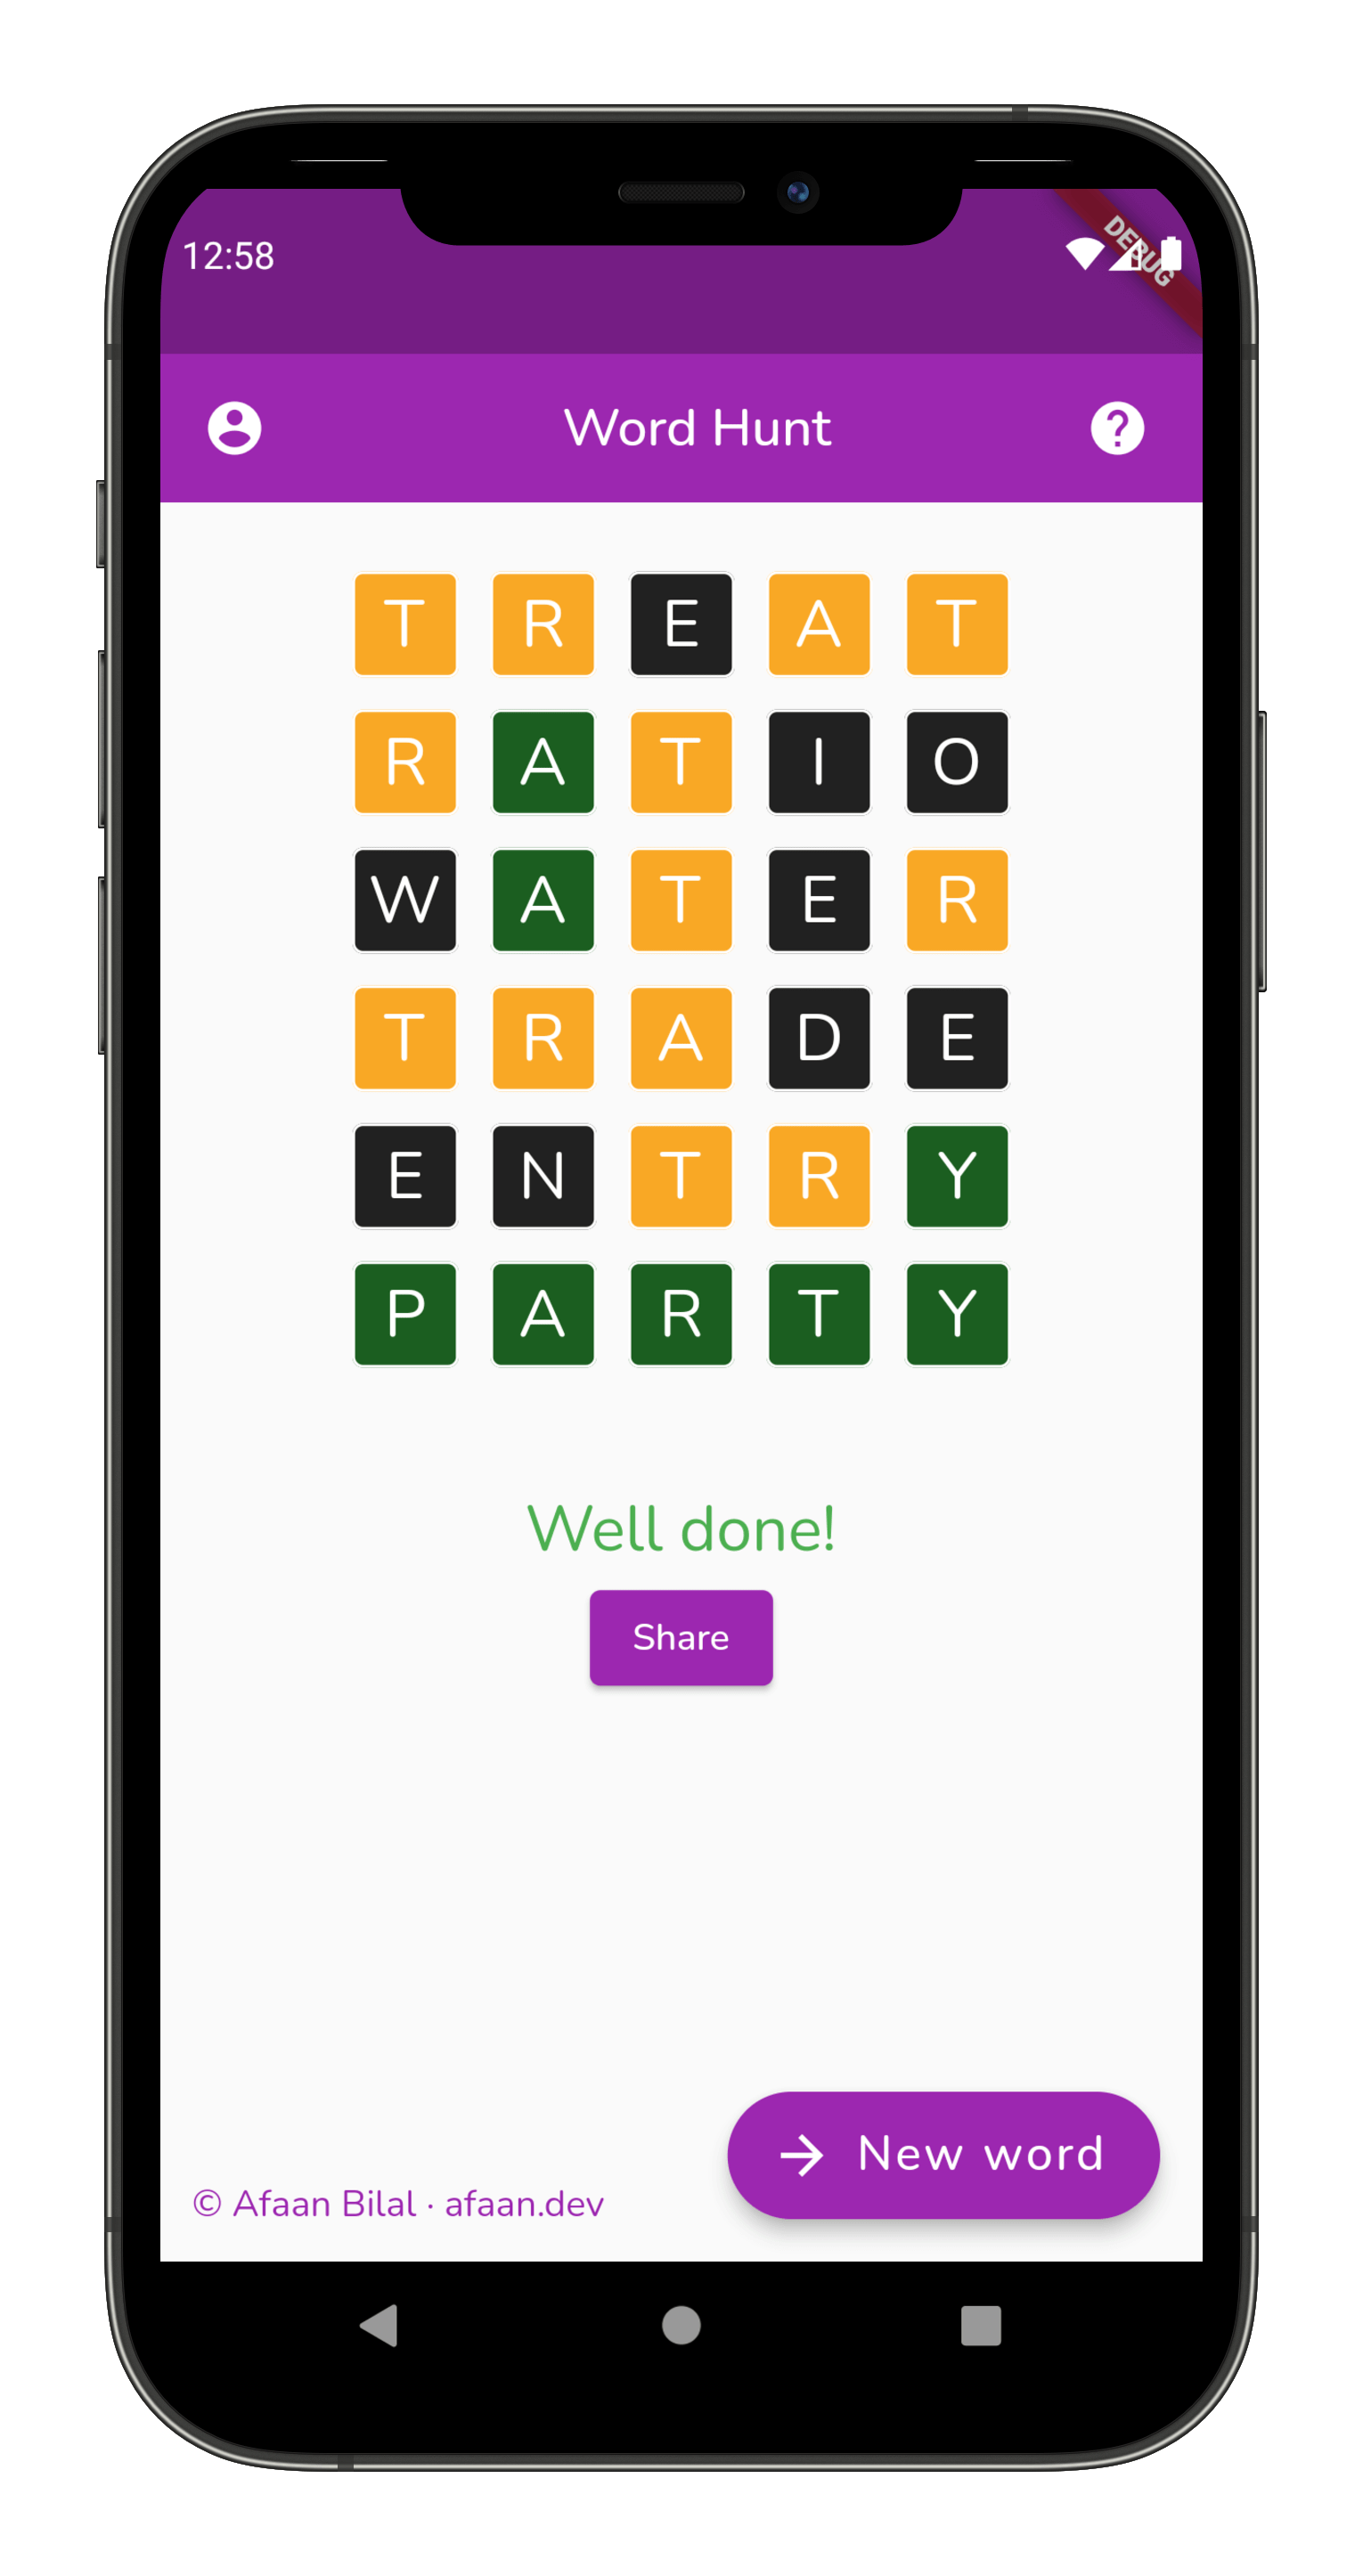 12:58
DEBUG
Word Hunt
T R E A T
R A T I O
W A T E R
T R A D E
E N T R Y
P A R T Y
Well done!
Share
New word
© Afaan Bilal · afaan.dev